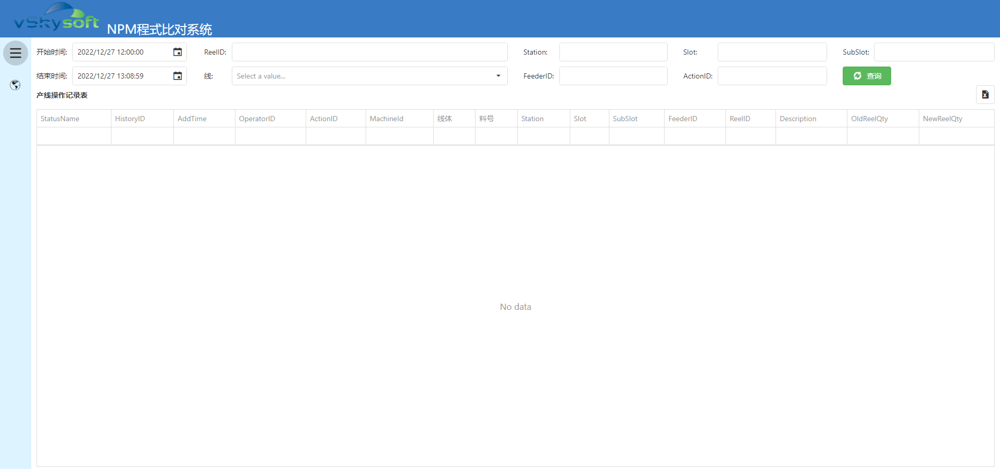 vSkysoft NPM程式比对系统
开始时间: 2022/12/27 12:00:00 ReelID: Station: Slot: SubSlot:
结束时间: 2022/12/27 13:08:59 线: Select a value... FeederID: ActionID: 查询
产线操作记录表
StatusName HistoryID AddTime OperatorID ActionID MachineId 线体 料号 Station Slot SubSlot FeederID ReelID Description OldReelQty NewReelQty
No data